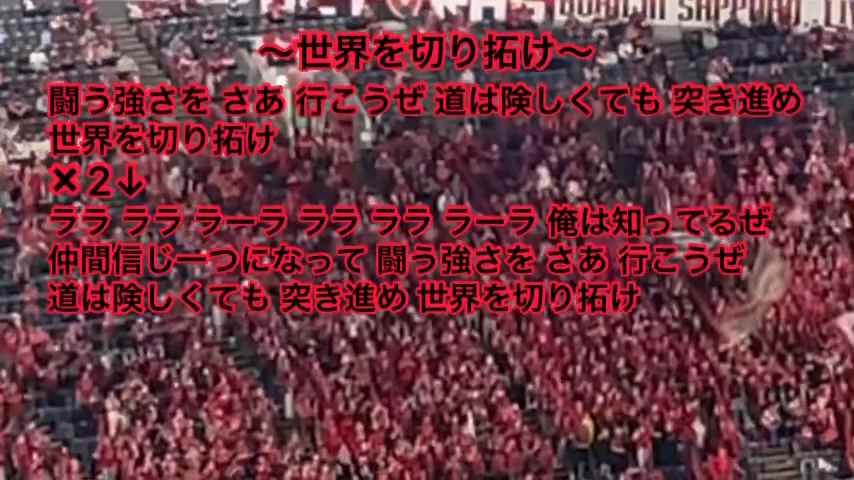 SAPPORO
〜世界を切り拓け〜
闘う強さを さあ 行こうぜ 道は険しくても 突き進め
世界を切り拓け
×2↓
ララ ララ ラーラ ララ ララ ラーラ 俺は知ってるぜ
仲間信じ一つになって 闘う強さを さあ 行こうぜ
道は険しくても 突き進め 世界を切り拓け